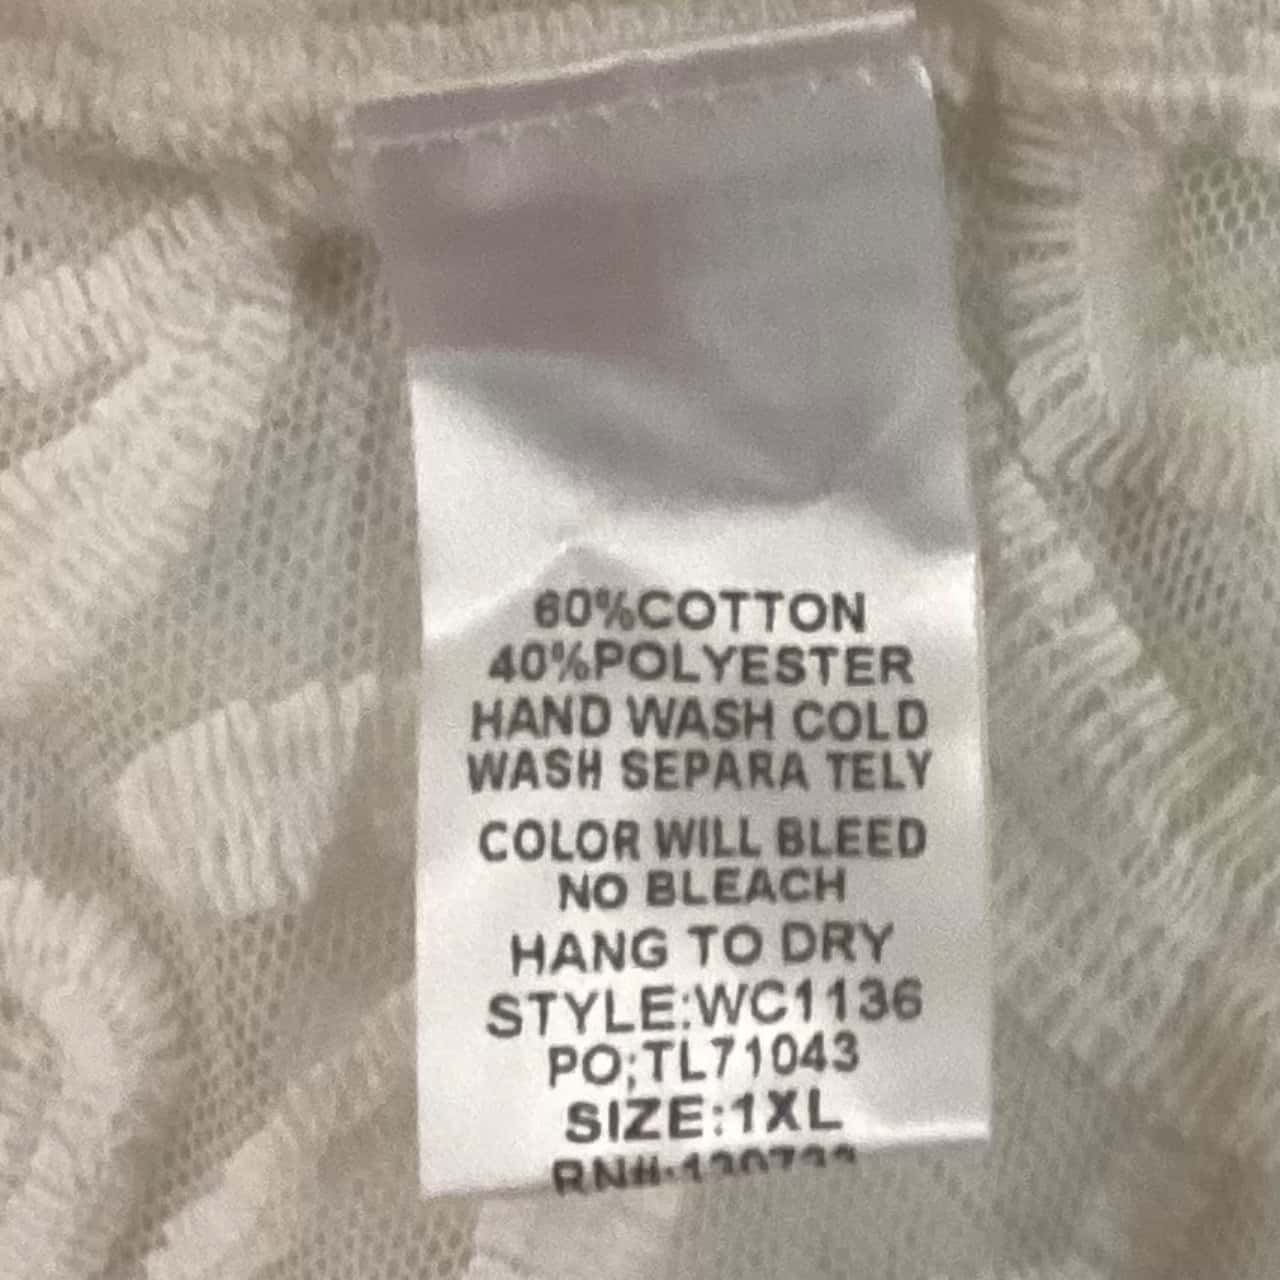 60%COTTON
40%POLYESTER
HAND WASH COLD
WASH SEPARA TELY
COLOR WILL BLEED
NO BLEACH
HANG TO DRY
STYLE:WC1136
PO;TL71043
SIZE:1XL
RN#: